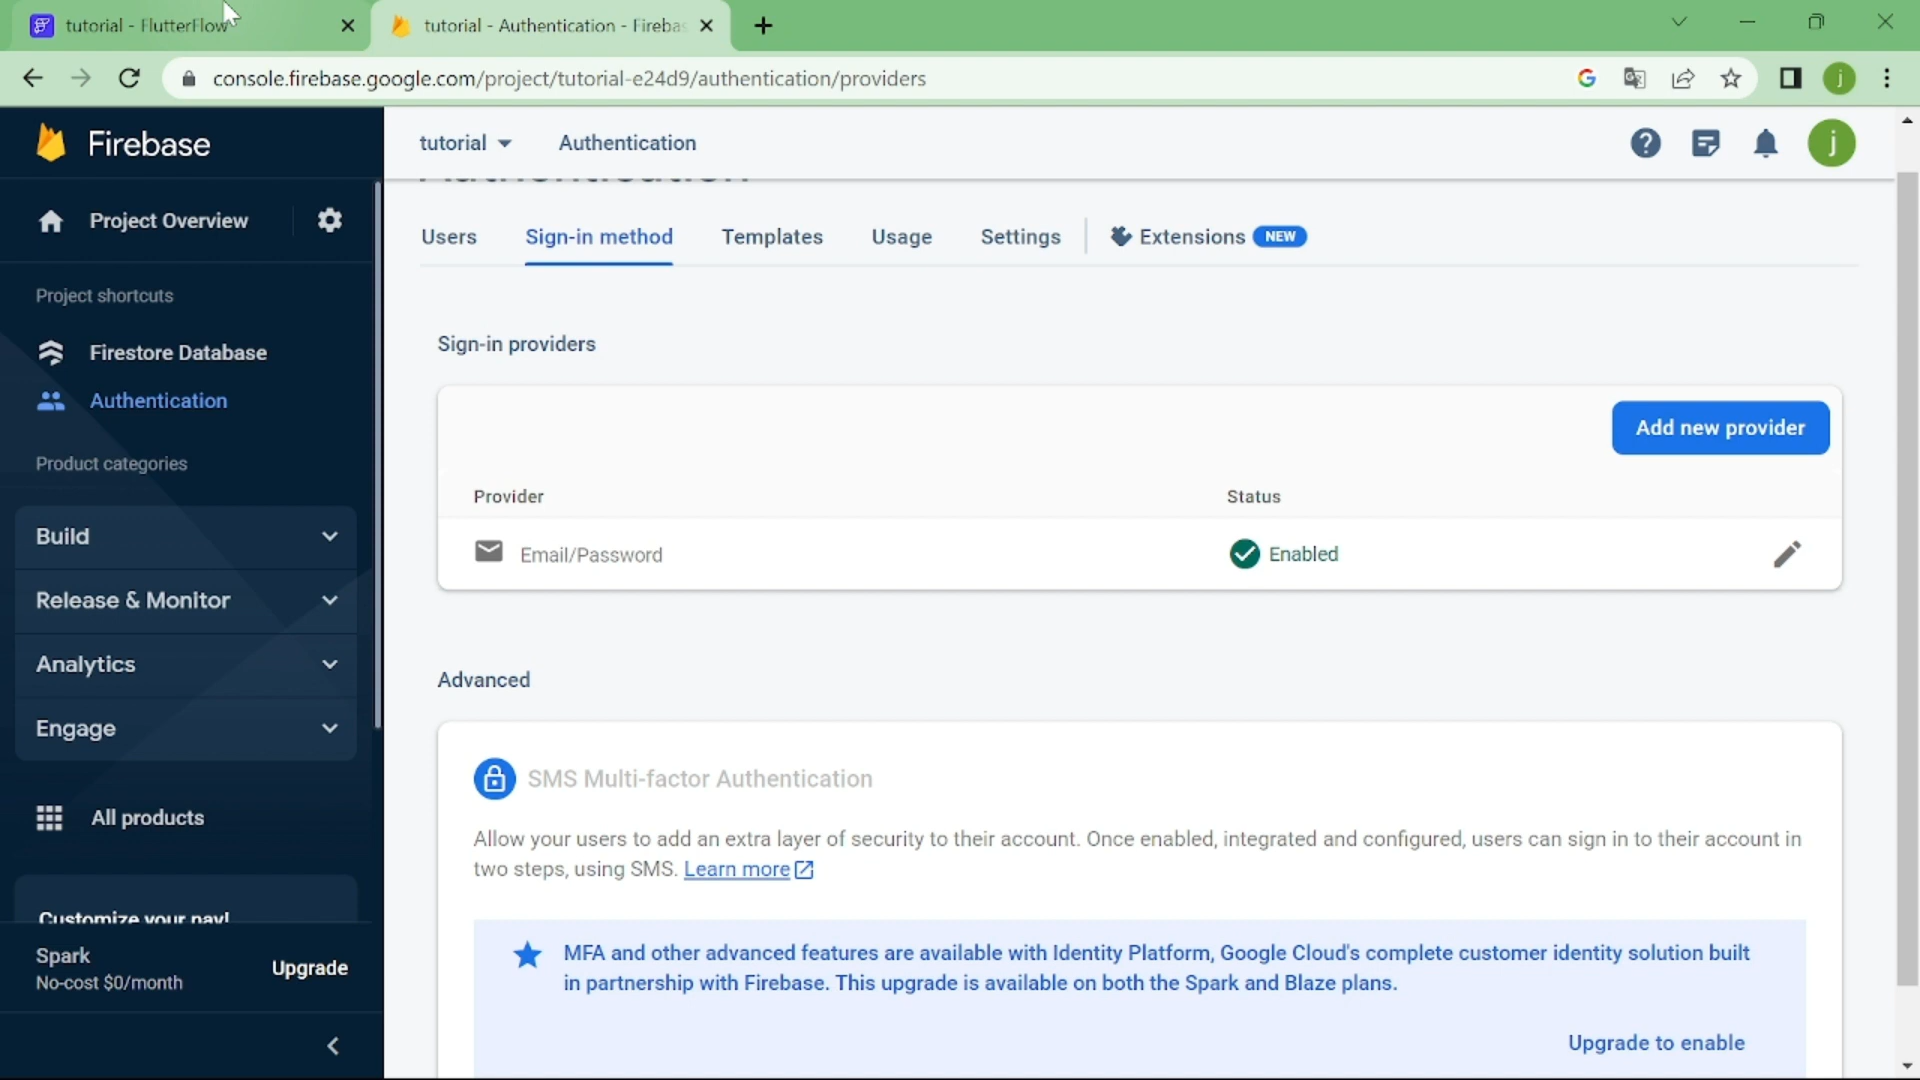 tutorial - FlutterFlow
tutorial - Authentication - Firebas
console.firebase.google.com/project/tutorial-e24d9/authentication/providers
j
Firebase
tutorial
Authentication
j
Project Overview
Users
Sign-in method
Templates
Usage
Settings
Extensions
NEW
Project shortcuts
Firestore Database
Authentication
Product categories
Build
Release & Monitor
Analytics
Engage
All products
Customize your nav!
Spark
No-cost $0/month
Upgrade
Sign-in providers
Add new provider
Provider
Status
Email/Password
Enabled
Advanced
SMS Multi-factor Authentication
Allow your users to add an extra layer of security to their account. Once enabled, integrated and configured, users can sign in to their account in
two steps, using SMS. Learn more
MFA and other advanced features are available with Identity Platform, Google Cloud's complete customer identity solution built
in partnership with Firebase. This upgrade is available on both the Spark and Blaze plans.
Upgrade to enable